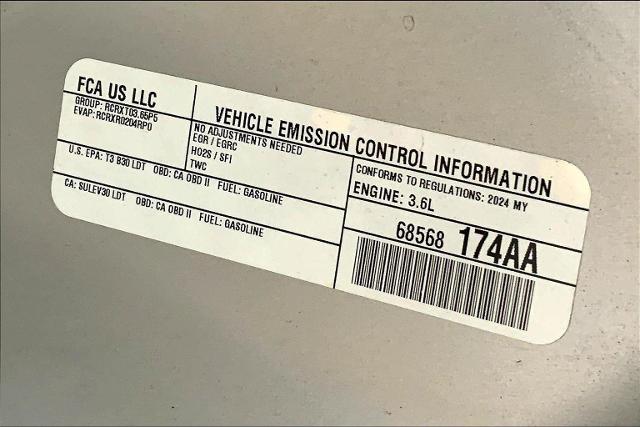 FCA US LLC
GROUP: RCRXT03.65P5
EVAP: RCRXR0204RP0
VEHICLE EMISSION CONTROL INFORMATION
NO ADJUSTMENTS NEEDED
EGR / EGRC
HO2S / SFI
TWC
CONFORMS TO REGULATIONS: 2024 MY
U.S. EPA: T3 B30 LDT OBD: CA OBD II FUEL: GASOLINE
ENGINE: 3.6L
CA: SULEV30 LDT OBD: CA OBD II FUEL: GASOLINE
68568 174AA